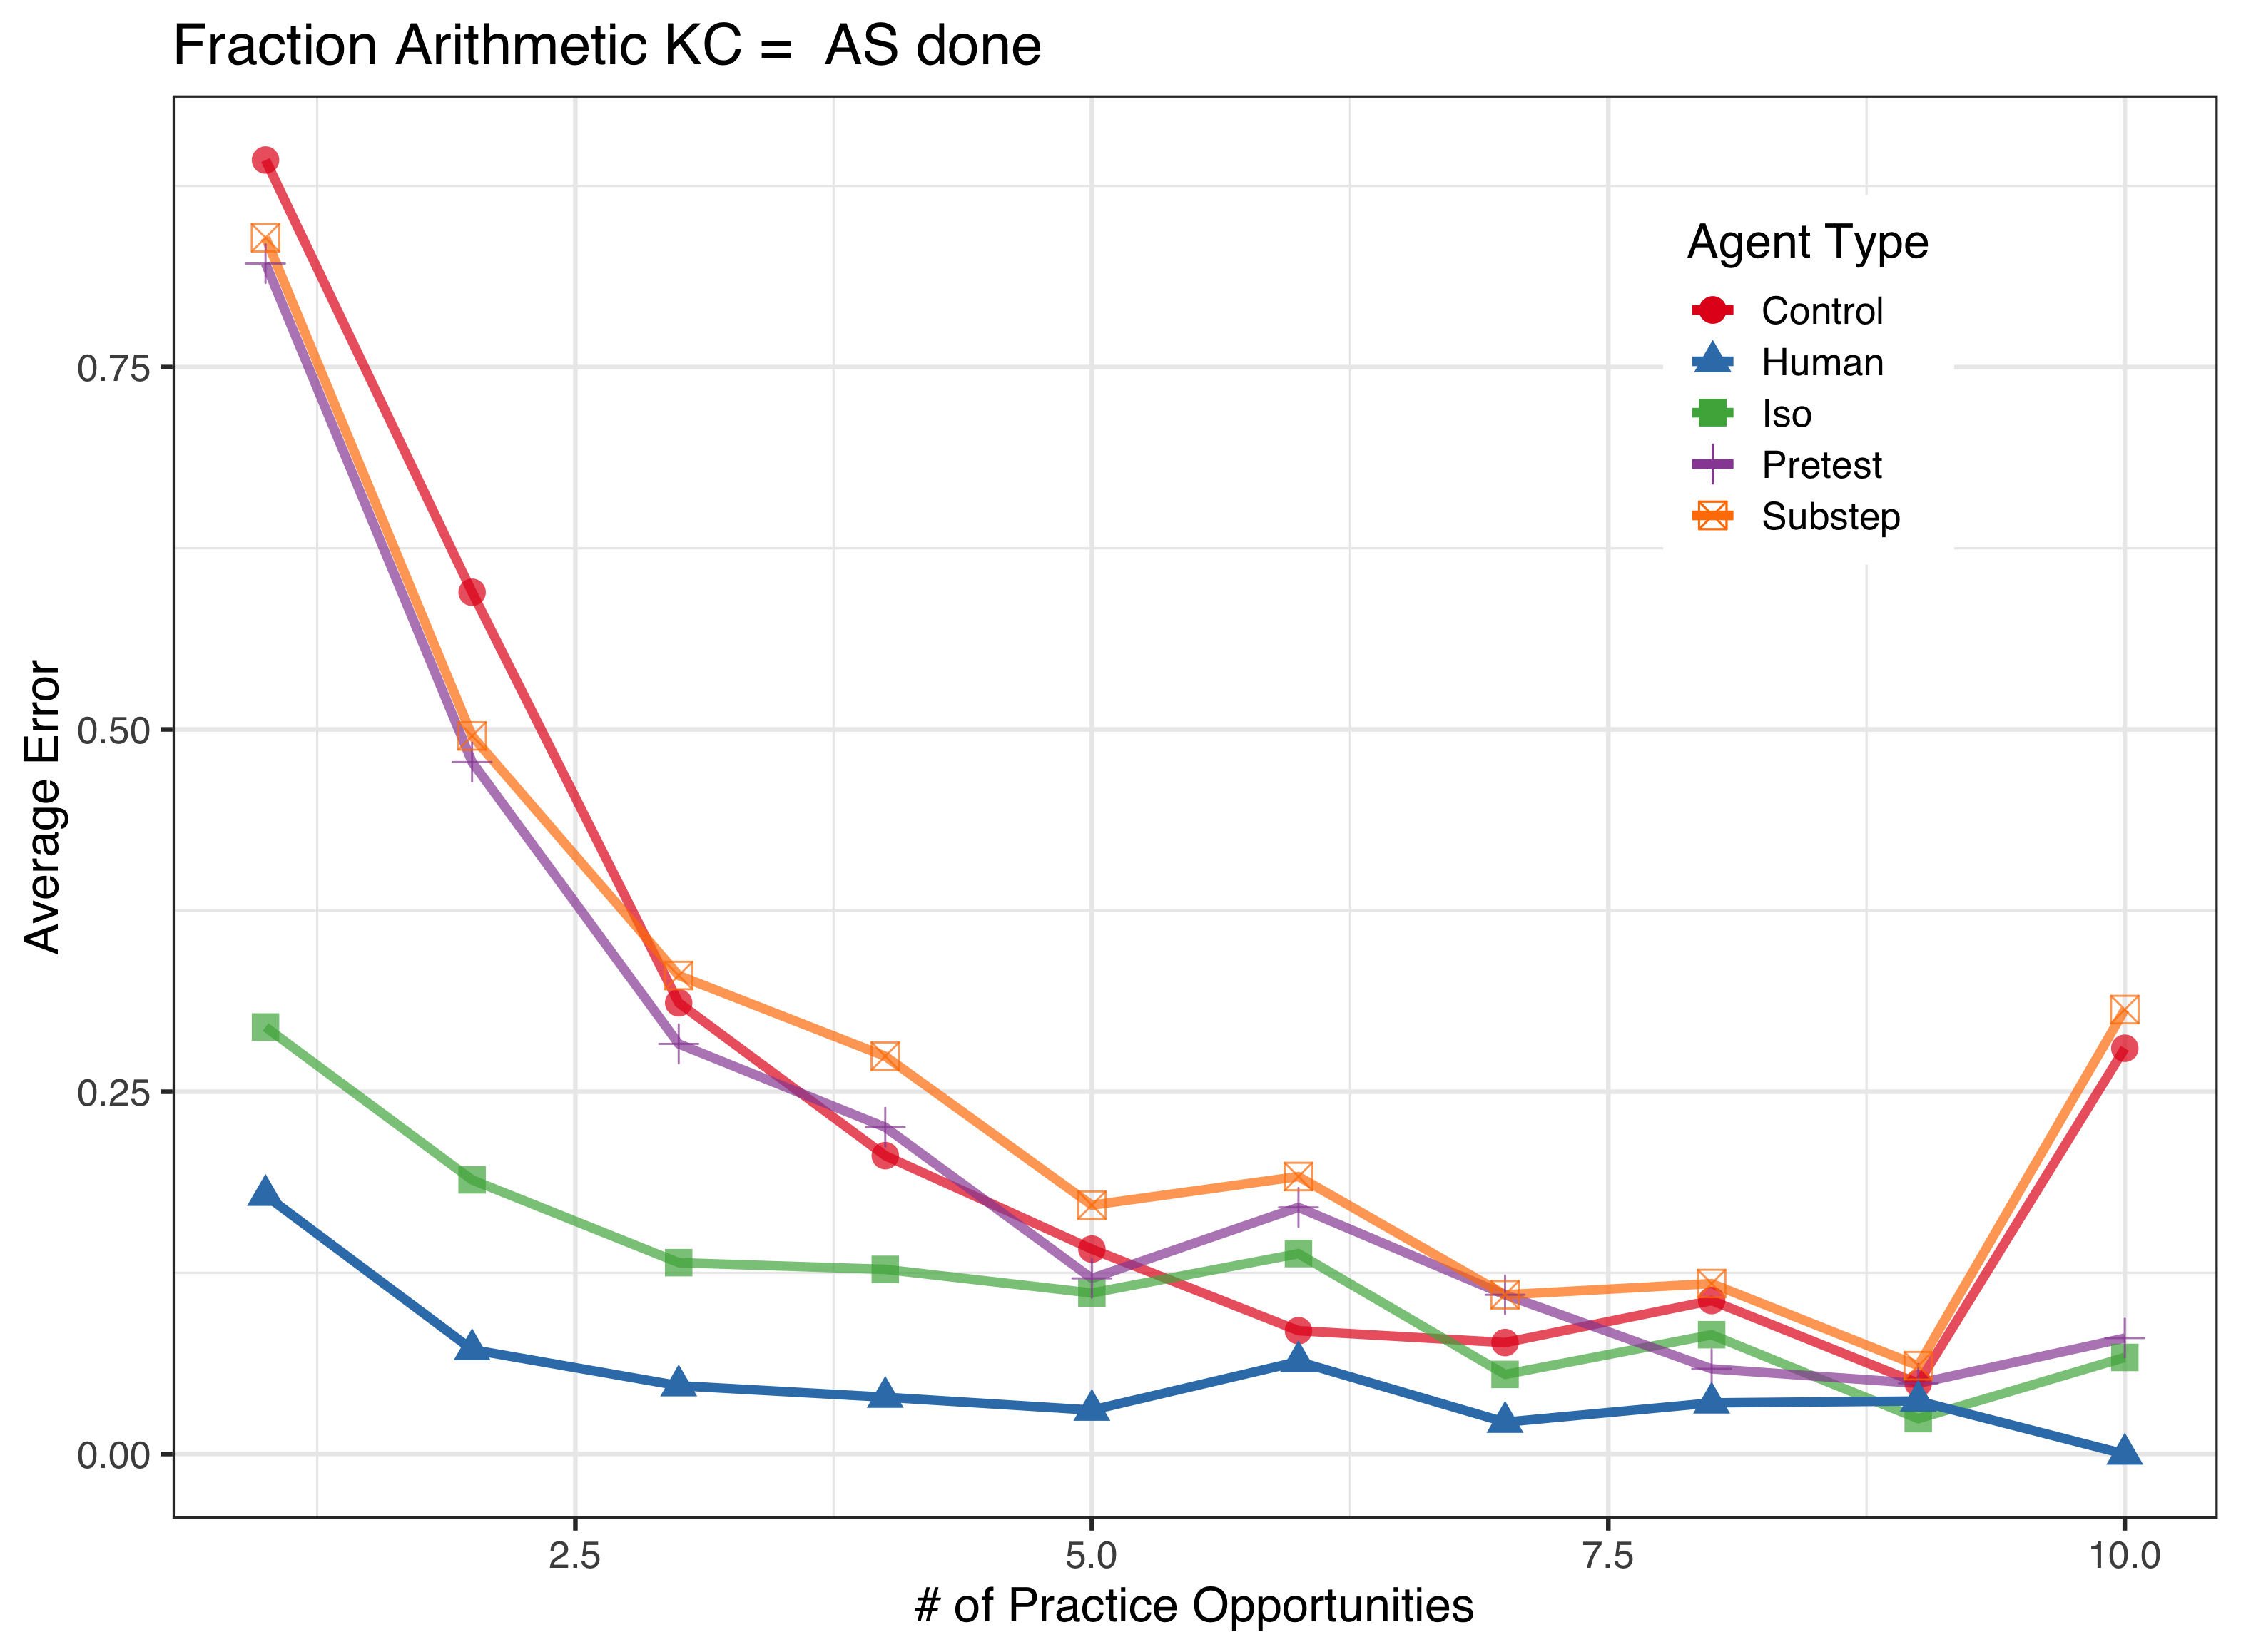 Fraction Arithmetic KC =  AS done
Agent Type
Control
Human
Iso
Pretest
Substep
Average Error
0.75
0.50
0.25
0.00
2.5
5.0
7.5
10.0
# of Practice Opportunities